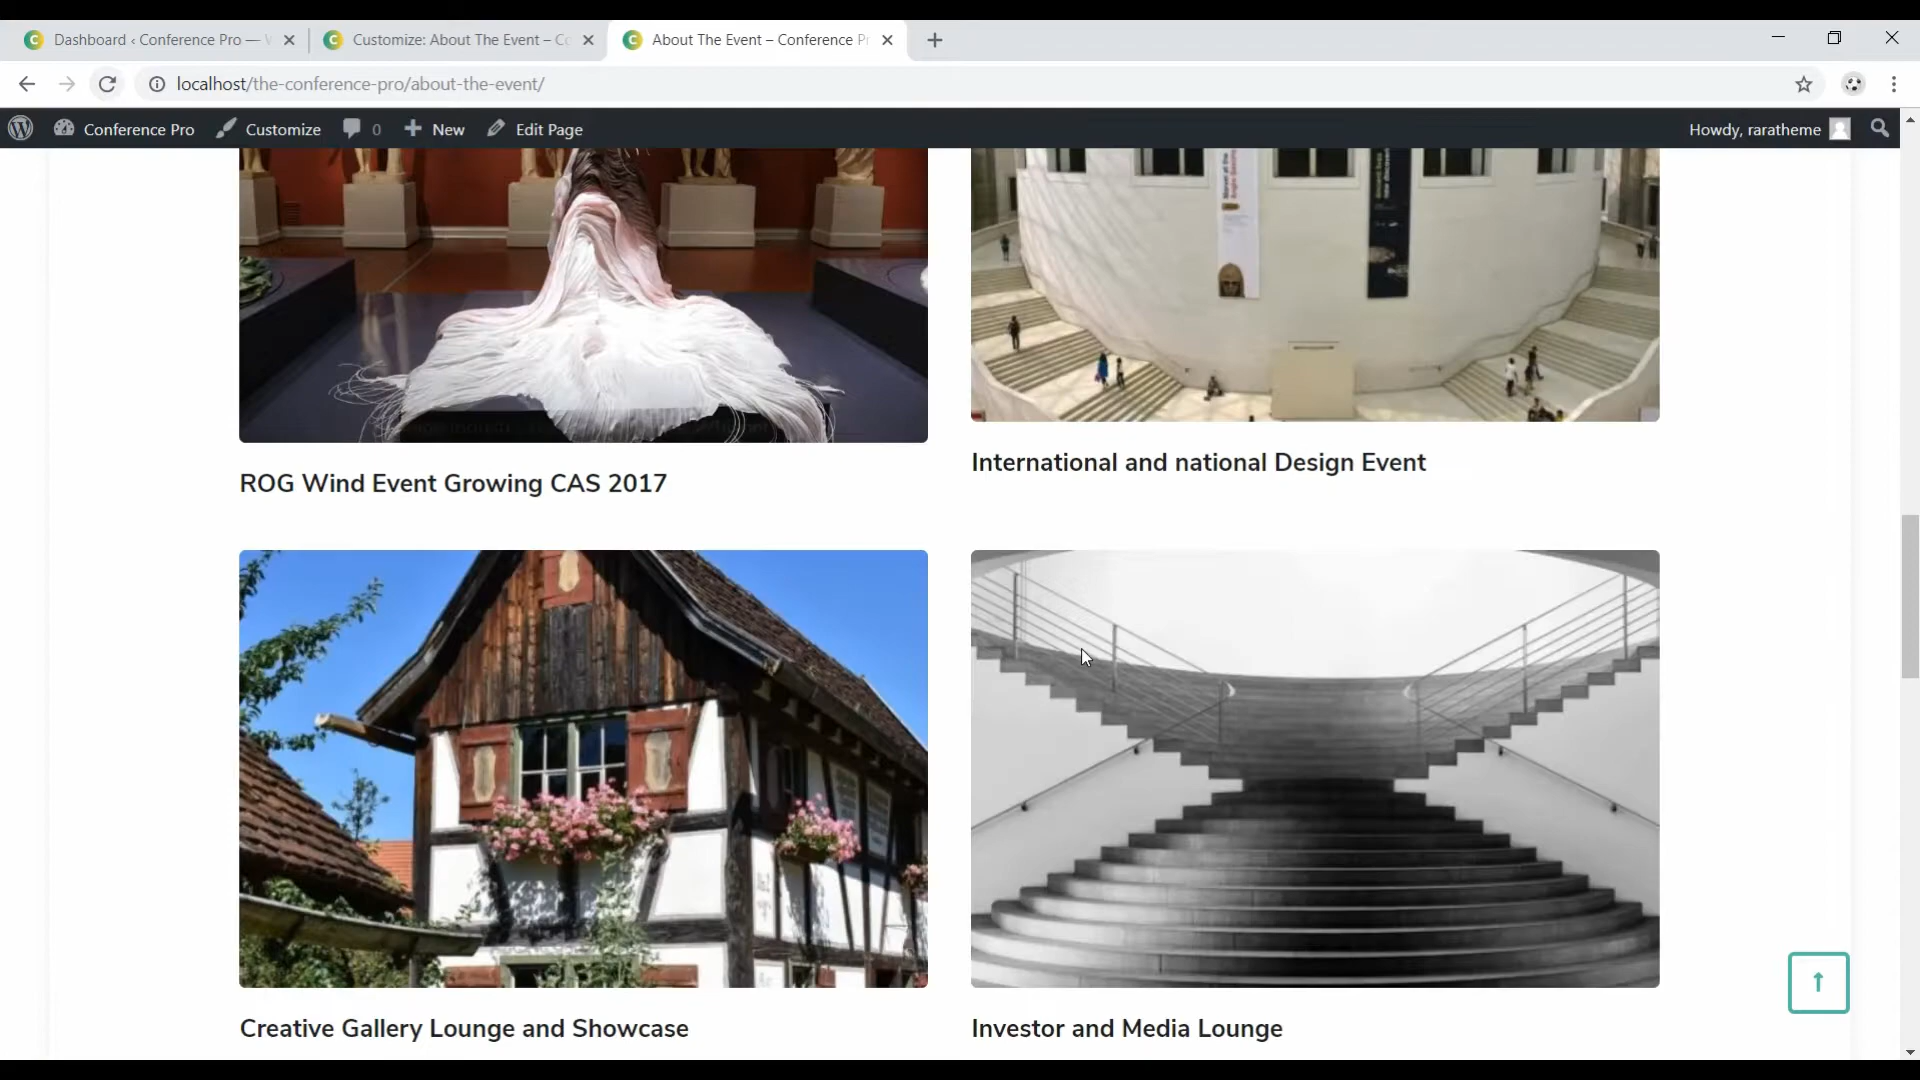 Dashboard ‹ Conference Pro —
Customize: About The Event –
About The Event – Conference
localhost/the-conference-pro/about-the-event/
Conference Pro
Customize
0
New
Edit Page
Howdy, raratheme
International and national Design Event
ROG Wind Event Growing CAS 2017
Creative Gallery Lounge and Showcase
Investor and Media Lounge